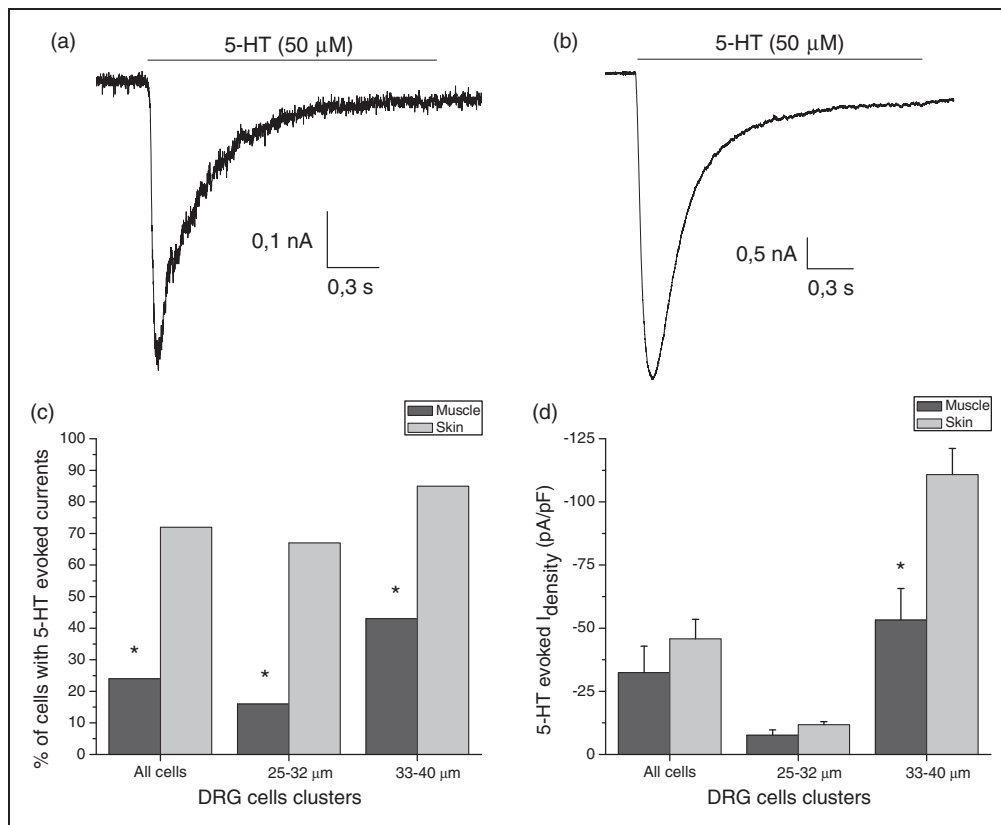 (a)
5-HT (50 μM)
0,1 nA
0,3 s
(b)
5-HT (50 μM)
0,5 nA
0,3 s
(c)
Muscle
Skin
% of cells with 5-HT evoked currents
100
90
80
70
60
50
40
30
20
10
0
*
*
*
All cells
25-32 μm
33-40 μm
DRG cells clusters
(d)
Muscle
Skin
5-HT evoked Idensity (pA/pF)
-125
-100
-75
-50
-25
0
*
All cells
25-32 μm
33-40 μm
DRG cells clusters